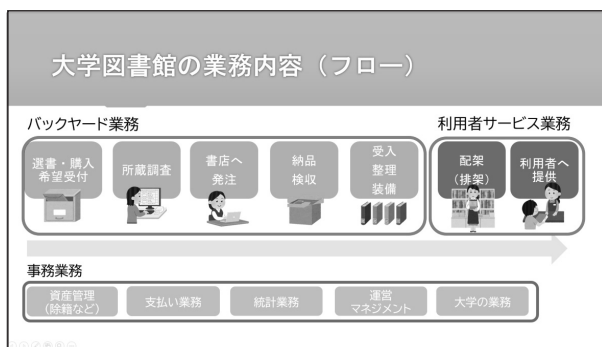 大学図書館の業務内容(フロー)
バックヤード業務
利用者サービス業務
選書・購入
希望受付
所蔵調査
書店へ
発注
納品
検収
受入
整理
装備
配架
(排架)
利用者へ
提供
事務業務
資産管理
(除籍など)
支払い業務
統計業務
運営
マネジメント
大学の業務